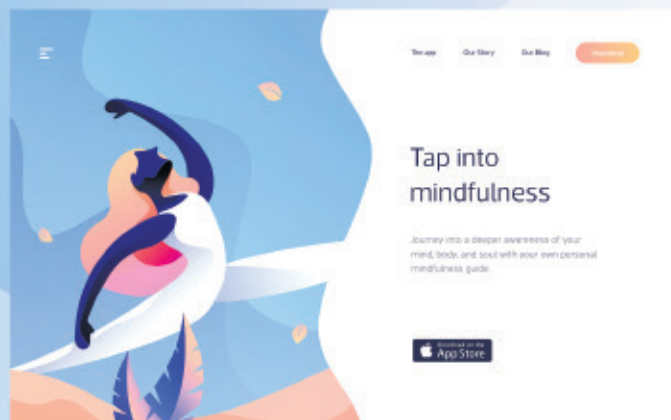 The app Our Story Our Blog Download
Tap into
mindfulness
Journey into a deeper awareness of your
mind, body, and soul with your own personal
mindfulness guide
Download on the
App Store